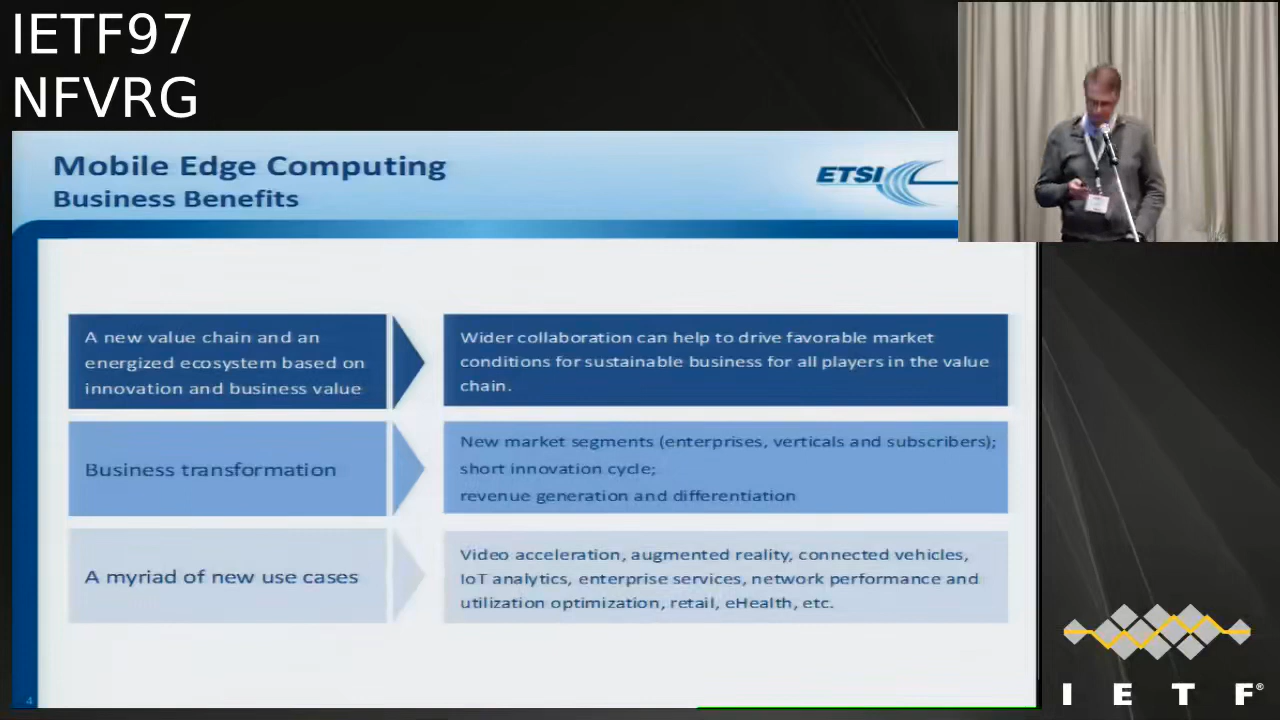 IETF97
NFVRG
Mobile Edge Computing
Business Benefits
ETSI
A new value chain and an
energized ecosystem based on
innovation and business value
Wider collaboration can help to drive favorable market
conditions for sustainable business for all players in the value
chain.
Business transformation
New market segments (enterprises, verticals and subscribers);
short innovation cycle;
revenue generation and differentiation
A myriad of new use cases
Video acceleration, augmented reality, connected vehicles,
IoT analytics, enterprise services, network performance and
utilization optimization, retail, eHealth, etc.
4
I E T F®